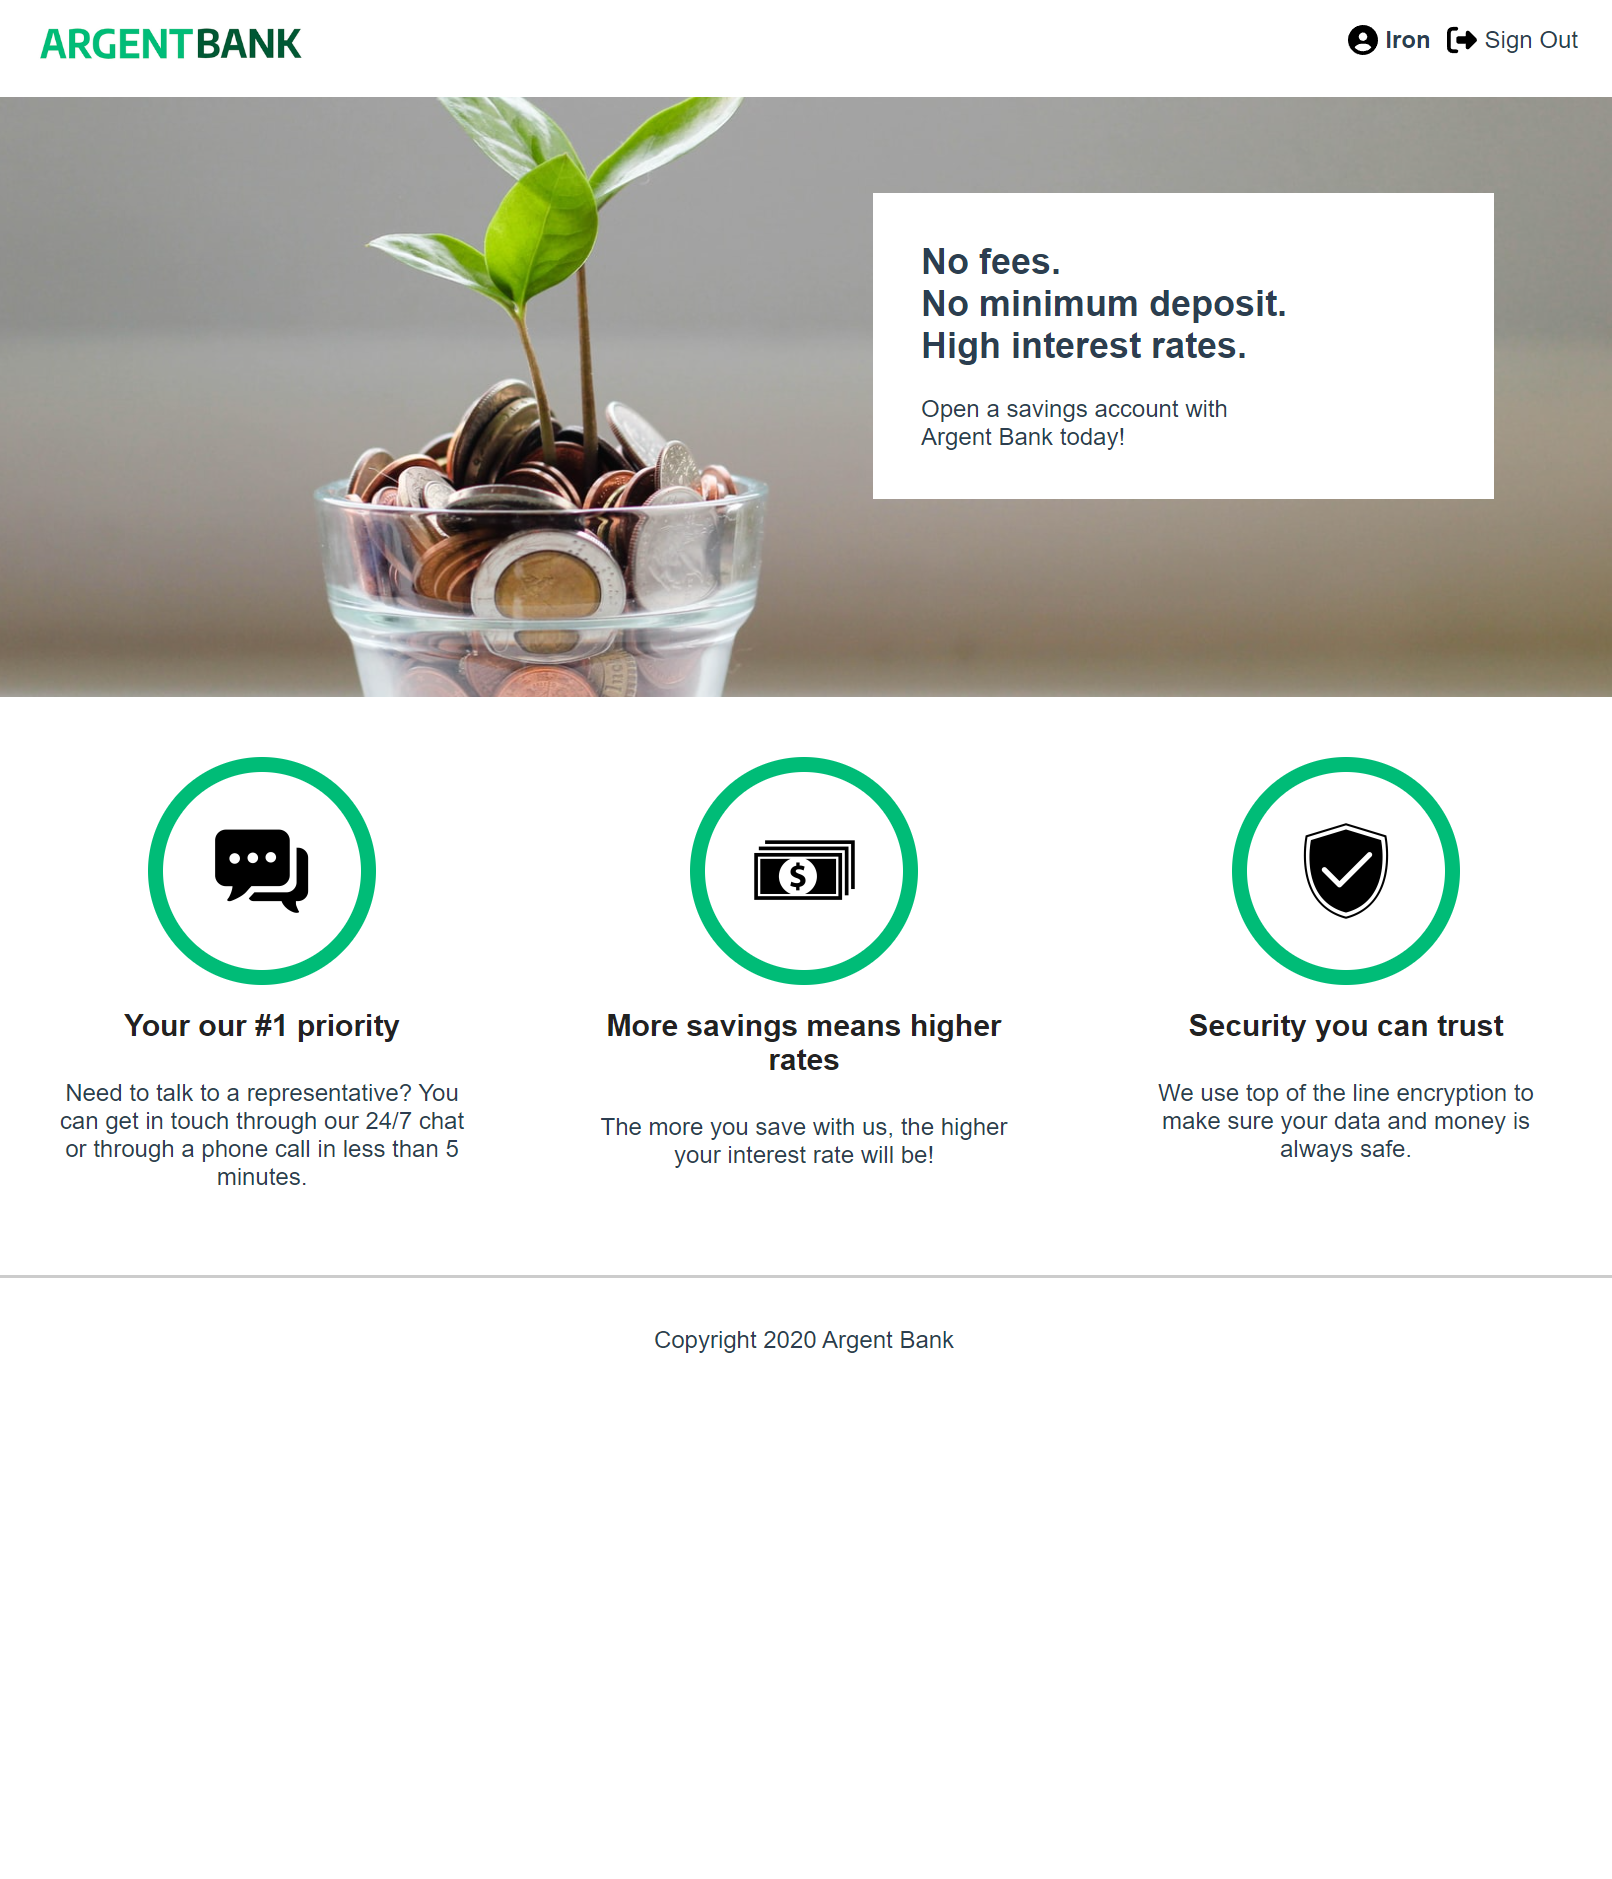 ARGENTBANK
Iron
Sign Out
No fees.
No minimum deposit.
High interest rates.
Open a savings account with
Argent Bank today!
Your our #1 priority
Need to talk to a representative? You
can get in touch through our 24/7 chat
or through a phone call in less than 5
minutes.
More savings means higher
rates
The more you save with us, the higher
your interest rate will be!
Security you can trust
We use top of the line encryption to
make sure your data and money is
always safe.
Copyright 2020 Argent Bank